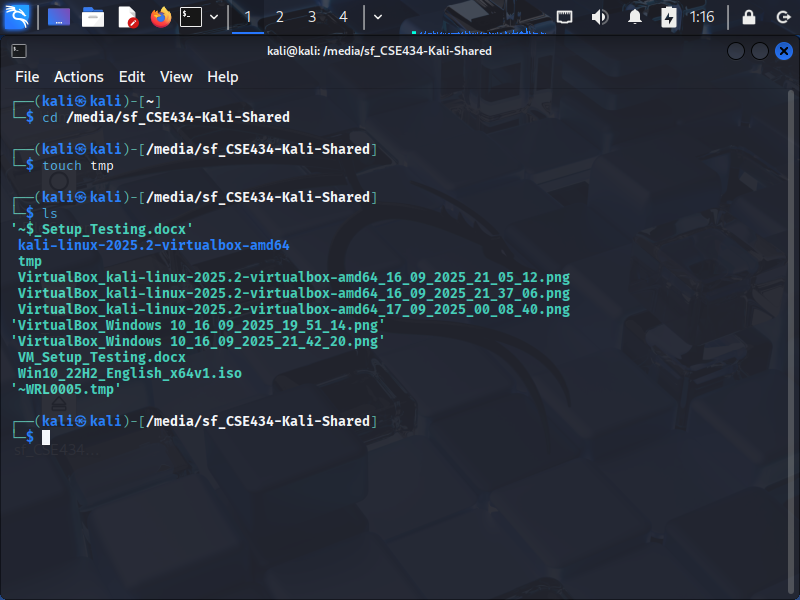 1 2 3 4 1:16
kali@kali: /media/sf_CSE434-Kali-Shared
File Actions Edit View Help
┌──(kali㉿kali)-[~]
└─$ cd /media/sf_CSE434-Kali-Shared
┌──(kali㉿kali)-[/media/sf_CSE434-Kali-Shared]
└─$ touch tmp
┌──(kali㉿kali)-[/media/sf_CSE434-Kali-Shared]
└─$ ls
'~$_Setup_Testing.docx'
kali-linux-2025.2-virtualbox-amd64
tmp
VirtualBox_kali-linux-2025.2-virtualbox-amd64_16_09_2025_21_05_12.png
VirtualBox_kali-linux-2025.2-virtualbox-amd64_16_09_2025_21_37_06.png
VirtualBox_kali-linux-2025.2-virtualbox-amd64_17_09_2025_00_08_40.png
'VirtualBox_Windows 10_16_09_2025_19_51_14.png'
'VirtualBox_Windows 10_16_09_2025_21_42_20.png'
VM_Setup_Testing.docx
Win10_22H2_English_x64v1.iso
'~WRL0005.tmp'
┌──(kali㉿kali)-[/media/sf_CSE434-Kali-Shared]
└─$
sf_CSE434...